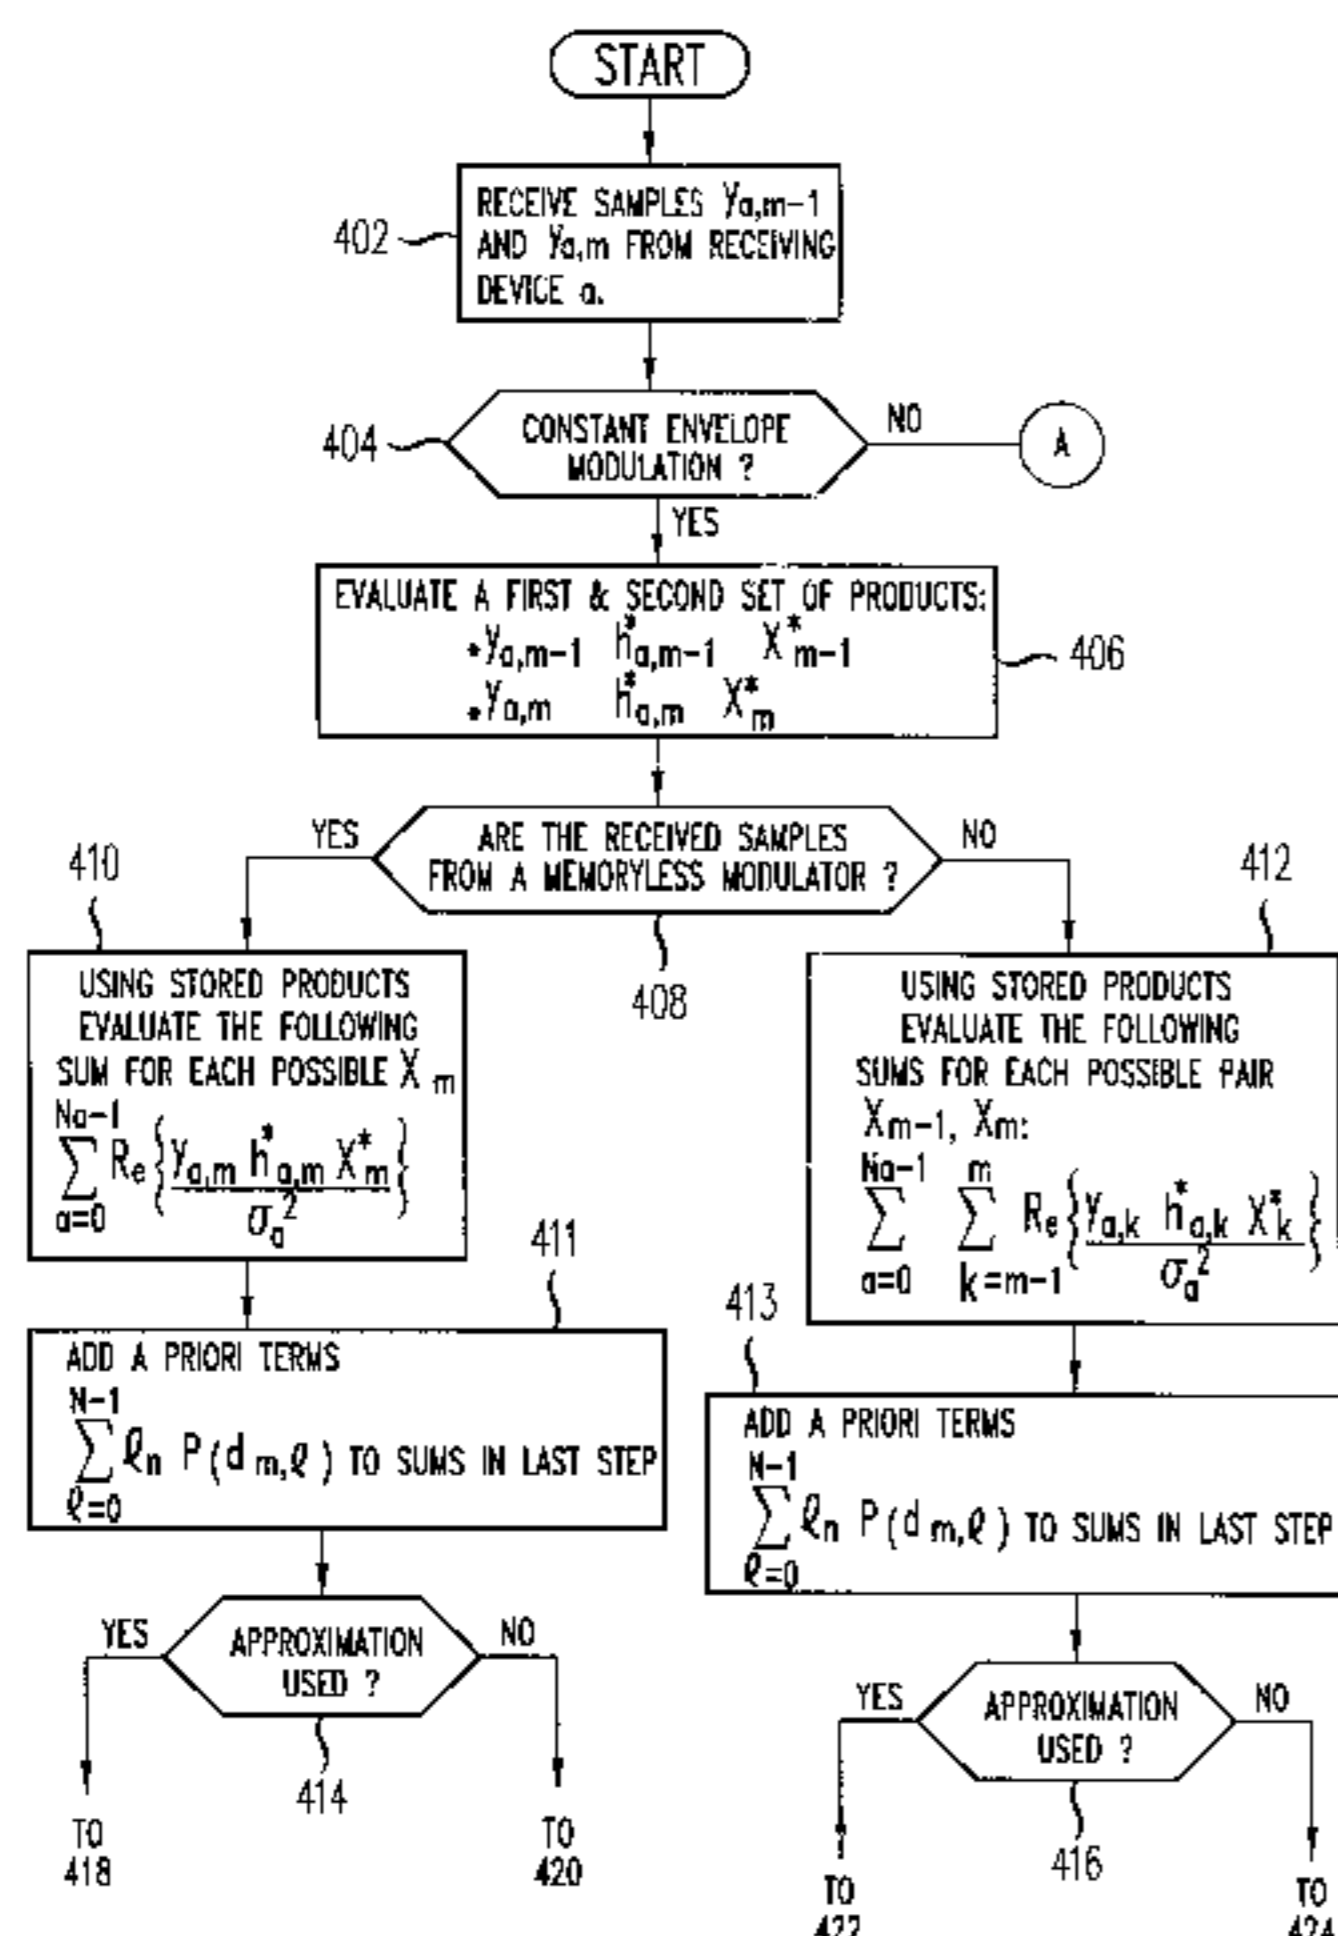 START
402
RECEIVE SAMPLES ya,m-1
AND ya,m FROM RECEIVING
DEVICE a.
404
CONSTANT ENVELOPE
MODULATION ?
NO
A
YES
EVALUATE A FIRST & SECOND SET OF PRODUCTS:
•ya,m-1 h*a,m-1 X*m-1
•ya,m h*a,m X*m
406
YES
ARE THE RECEIVED SAMPLES
FROM A MEMORYLESS MODULATOR ?
NO
408
410
USING STORED PRODUCTS
EVALUATE THE FOLLOWING
SUM FOR EACH POSSIBLE Xm
Na-1
∑ Re{ya,m h*a,m X*m}
a=0 σa²
412
USING STORED PRODUCTS
EVALUATE THE FOLLOWING
SUMS FOR EACH POSSIBLE PAIR
Xm-1, Xm:
Na-1 m
∑ ∑ Re{ya,k h*a,k X*k}
a=0 k=m-1 σa²
411
ADD A PRIORI TERMS
N-1
∑ ℓn P(dm,ℓ) TO SUMS IN LAST STEP
ℓ=0
413
ADD A PRIORI TERMS
N-1
∑ ℓn P(dm,ℓ) TO SUMS IN LAST STEP
ℓ=0
YES
APPROXIMATION
USED ?
NO
414
TO
418
TO
420
YES
APPROXIMATION
USED ?
NO
416
TO
422
TO
424